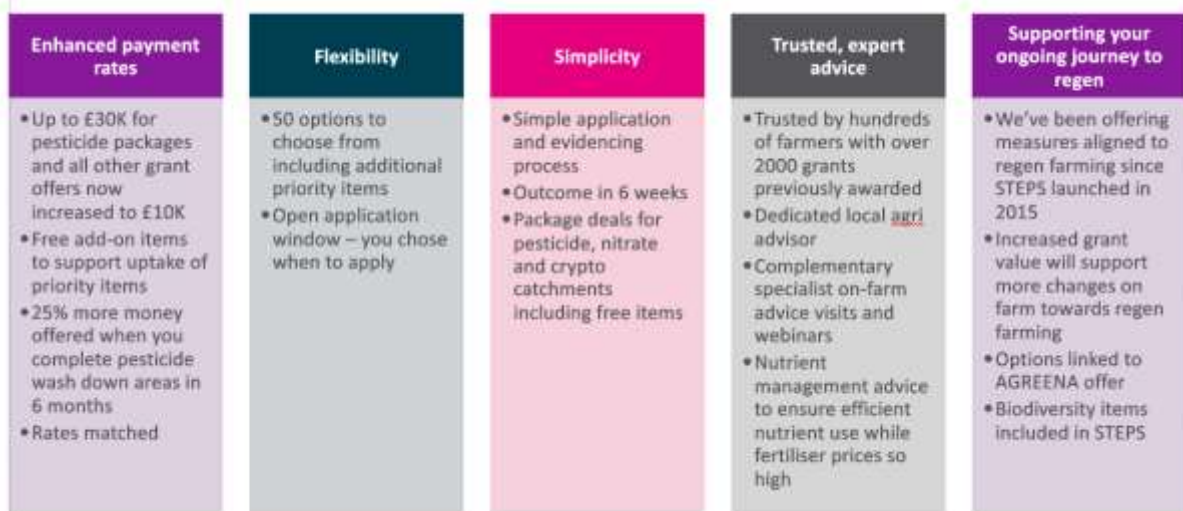 Enhanced payment
rates
• Up to £30K for
pesticide packages
and all other grant
offers now
increased to £10K
• Free add-on items
to support uptake of
priority items
• 25% more money
offered when you
complete pesticide
wash down areas in
6 months
• Rates matched
Flexibility
• 50 options to
choose from
including additional
priority items
• Open application
window – you chose
when to apply
Simplicity
• Simple application
and evidencing
process
• Outcome in 6 weeks
• Package deals for
pesticide, nitrate
and crypto
catchments
including free items
Trusted, expert
advice
• Trusted by hundreds
of farmers with over
2000 grants
previously awarded
• Dedicated local agri
advisor
• Complementary
specialist on-farm
advice visits and
webinars
• Nutrient
management advice
to ensure efficient
nutrient use while
fertiliser prices so
high
Supporting your
ongoing journey to
regen
• We've been offering
measures aligned to
regen farming since
STEPS launched in
2015
• Increased grant
value will support
more changes on
farm towards regen
farming
• Options linked to
AGREENA offer
• Biodiversity items
included in STEPS